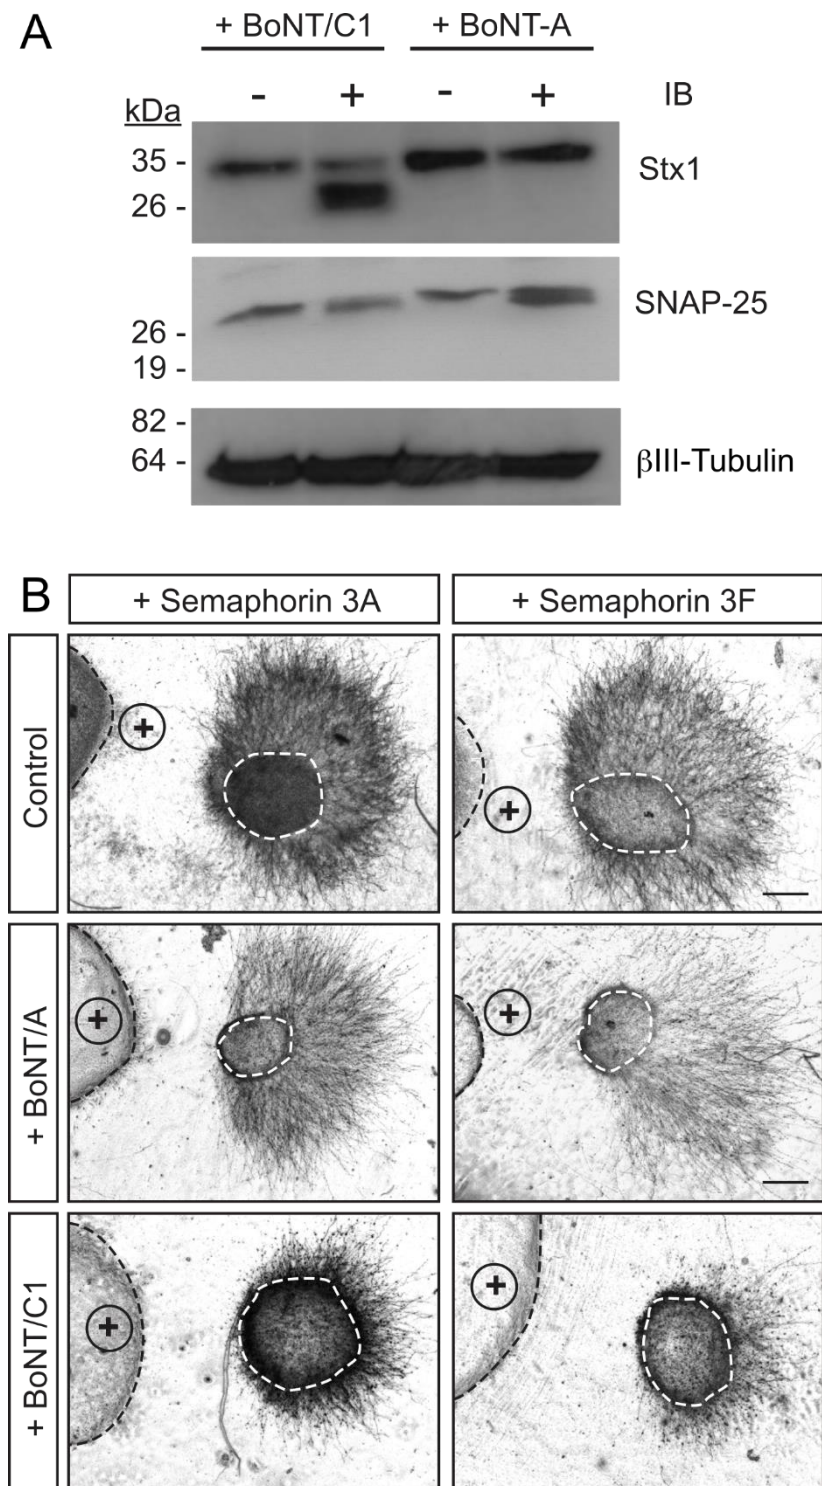 A
+ BoNT/C1 + BoNT-A
- + - + IB
kDa
35 -
26 -
Stx1
26 -
19 -
SNAP-25
82 -
64 -
βIII-Tubulin
B
+ Semaphorin 3A + Semaphorin 3F
Control
+
+
+ BoNT/A
+
+
+ BoNT/C1
+
+